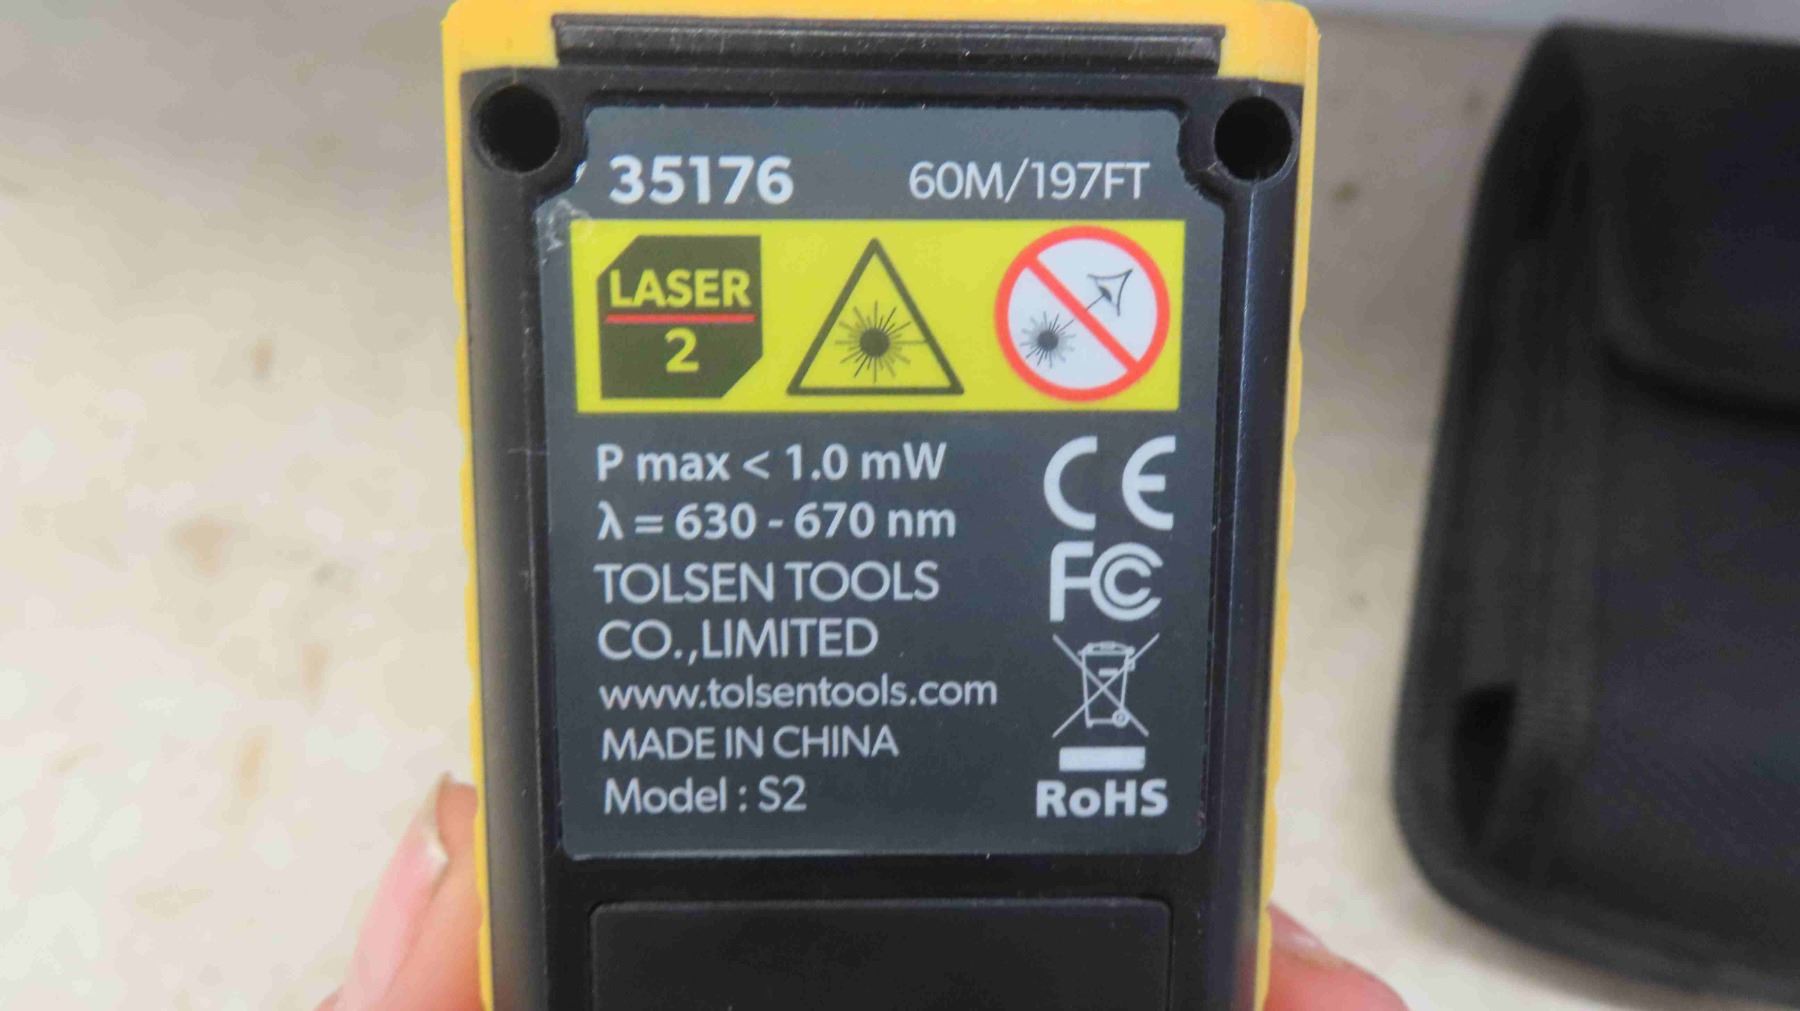 35176 60M/197FT
LASER
2
P max < 1.0 mW
λ = 630 - 670 nm
TOLSEN TOOLS
CO.,LIMITED
www.tolsentools.com
MADE IN CHINA
Model : S2
CE
FC
RoHS